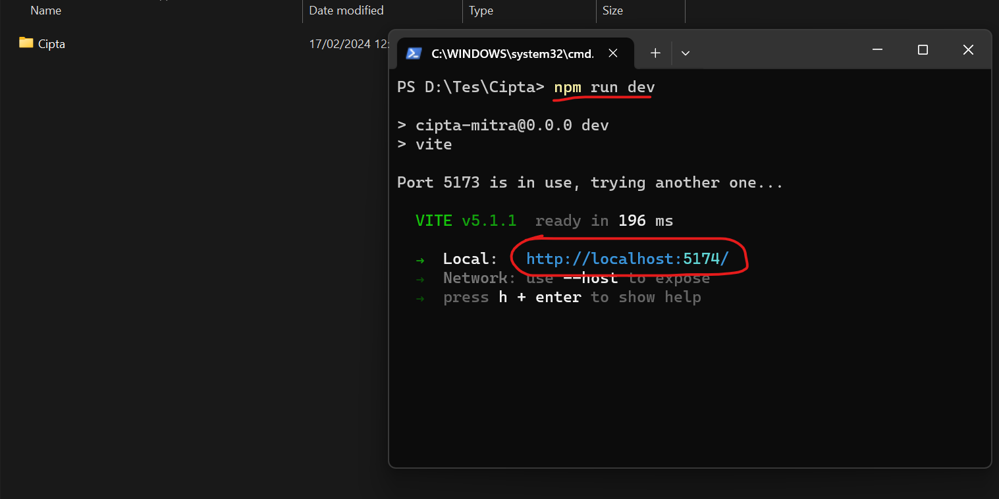 Name Date modified Type Size
Cipta 17/02/2024 12:
C:\WINDOWS\system32\cmd.
PS D:\Tes\Cipta> npm run dev
> cipta-mitra@0.0.0 dev
> vite
Port 5173 is in use, trying another one...
VITE v5.1.1 ready in 196 ms
➜ Local: http://localhost:5174/
➜ Network: use --host to expose
➜ press h + enter to show help